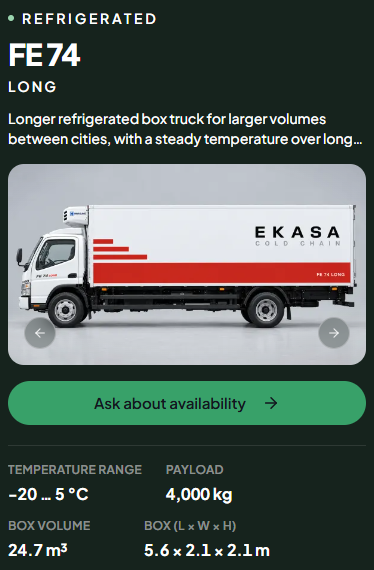 REFRIGERATED
FE 74
LONG
Longer refrigerated box truck for larger volumes
between cities, with a steady temperature over long…
EKASA
COLD CHAIN
FE 74 LONG
FE 74 LONG
Ask about availability →
TEMPERATURE RANGE PAYLOAD
-20 … 5 °C 4,000 kg
BOX VOLUME BOX (L × W × H)
24.7 m³ 5.6 × 2.1 × 2.1 m